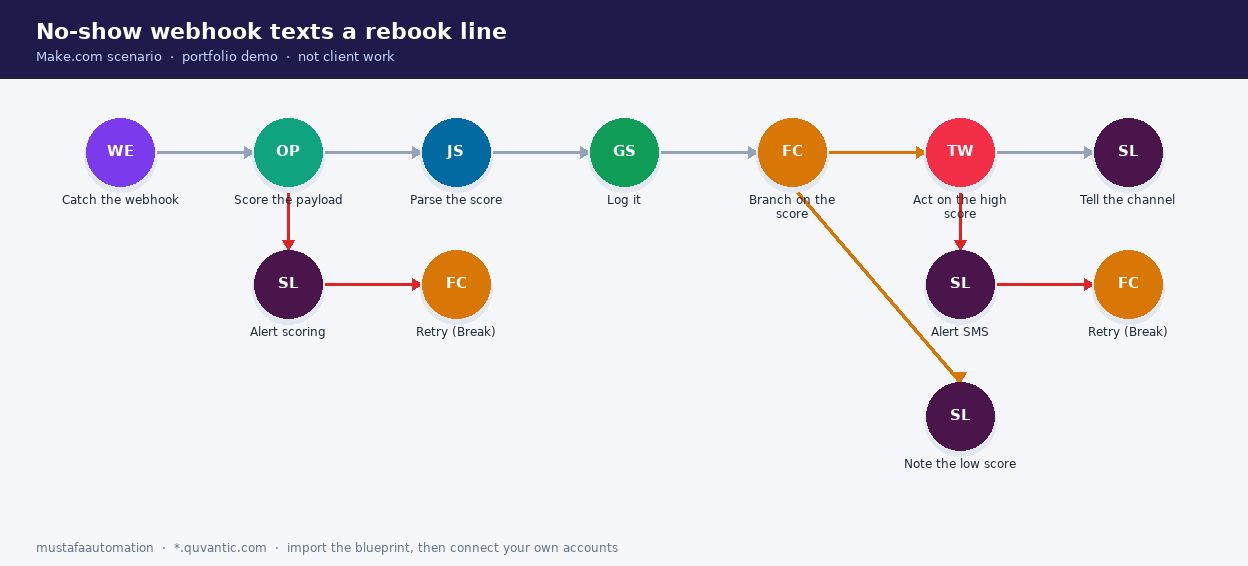 No-show webhook texts a rebook line
Make.com scenario · portfolio demo · not client work
WE
OP
JS
GS
FC
TW
SL
Catch the webhook
Score the payload
Parse the score
Log it
Branch on the
score
Act on the high
score
Tell the channel
SL
FC
SL
FC
Alert scoring
Retry (Break)
Alert SMS
Retry (Break)
SL
Note the low score
mustafaautomation · *.quvantic.com · import the blueprint, then connect your own accounts